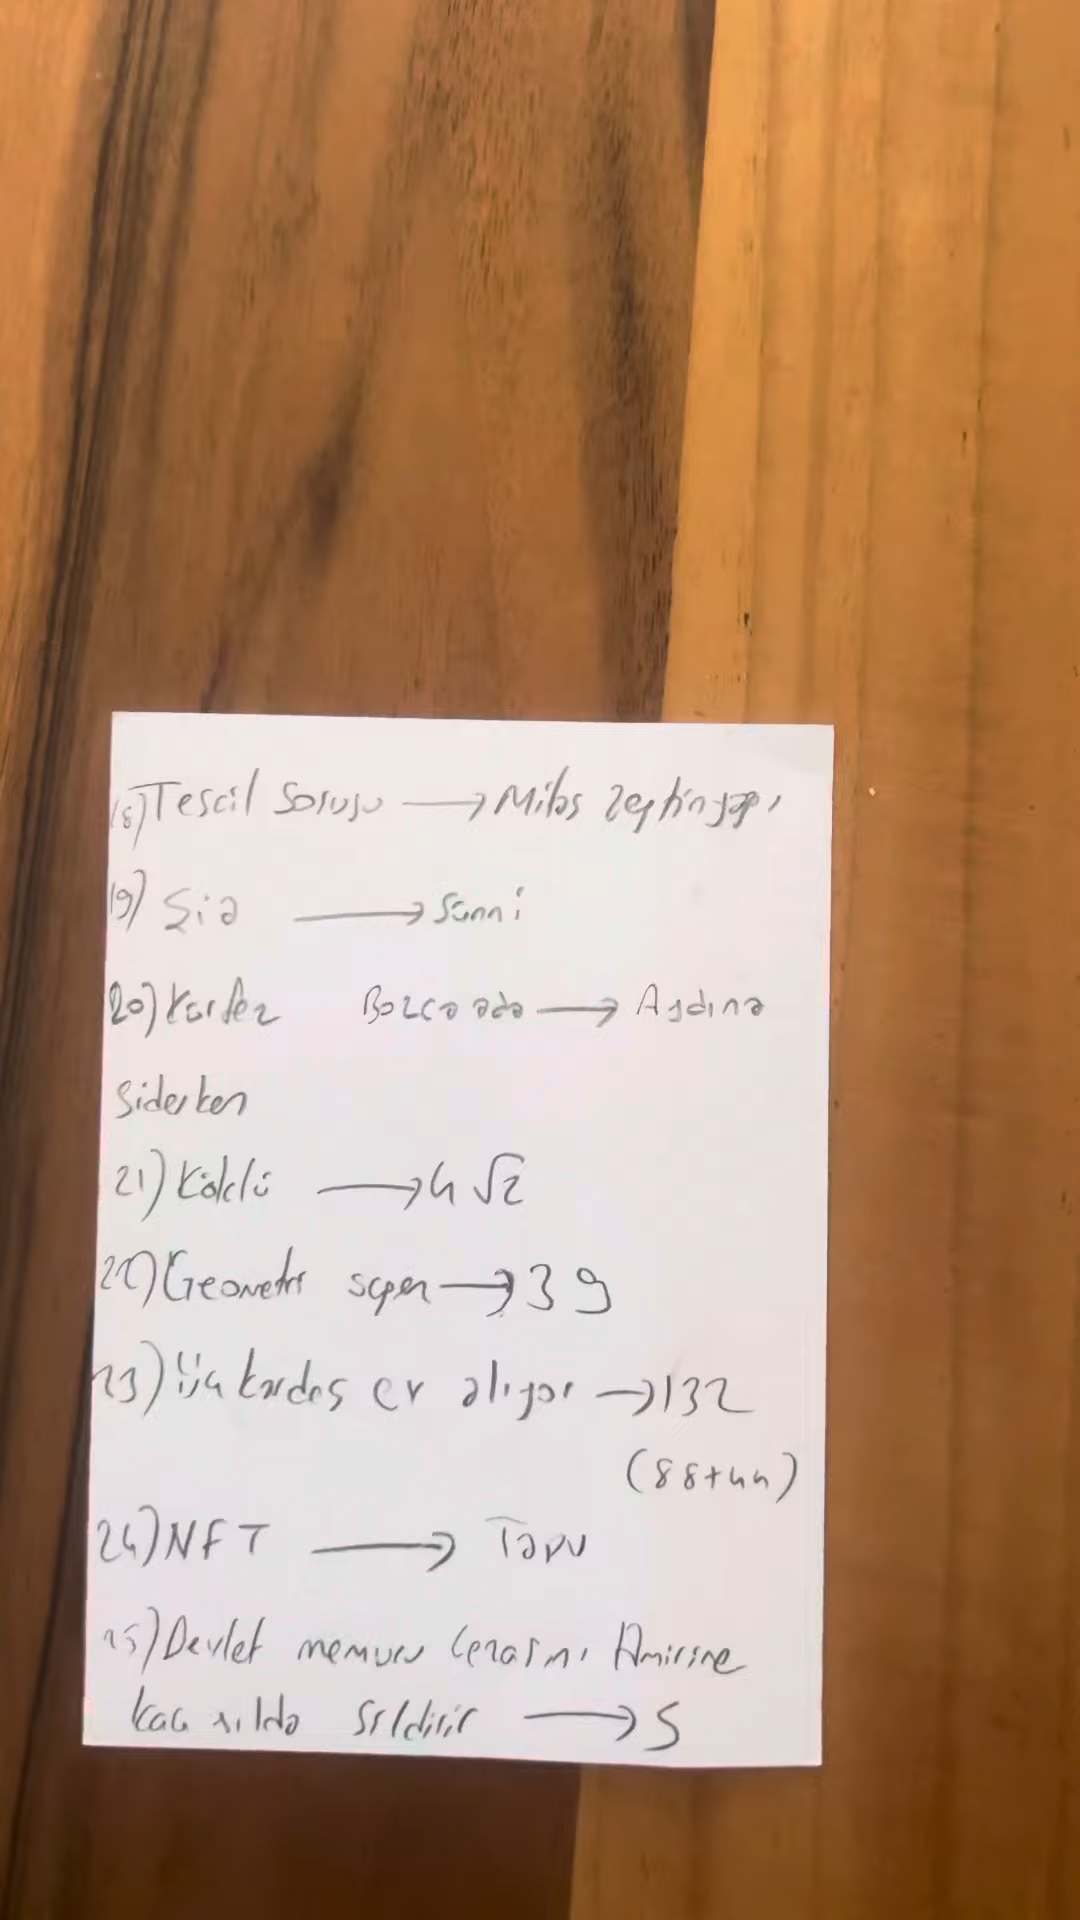 18) Tescil Sorusu → Milas zeytinyağı
19) Şia → Sünni
20) Körfez Bozcaada → Aydına
Giderken
21) Köklü → 4√2
22) Geometri süper → 39
23) Üç kardeş ev alıyor → 132
(88+44)
24) NFT → Tapu
25) Devlet memuru Cezasını Amirine
kaç yılda Sildirir → 5